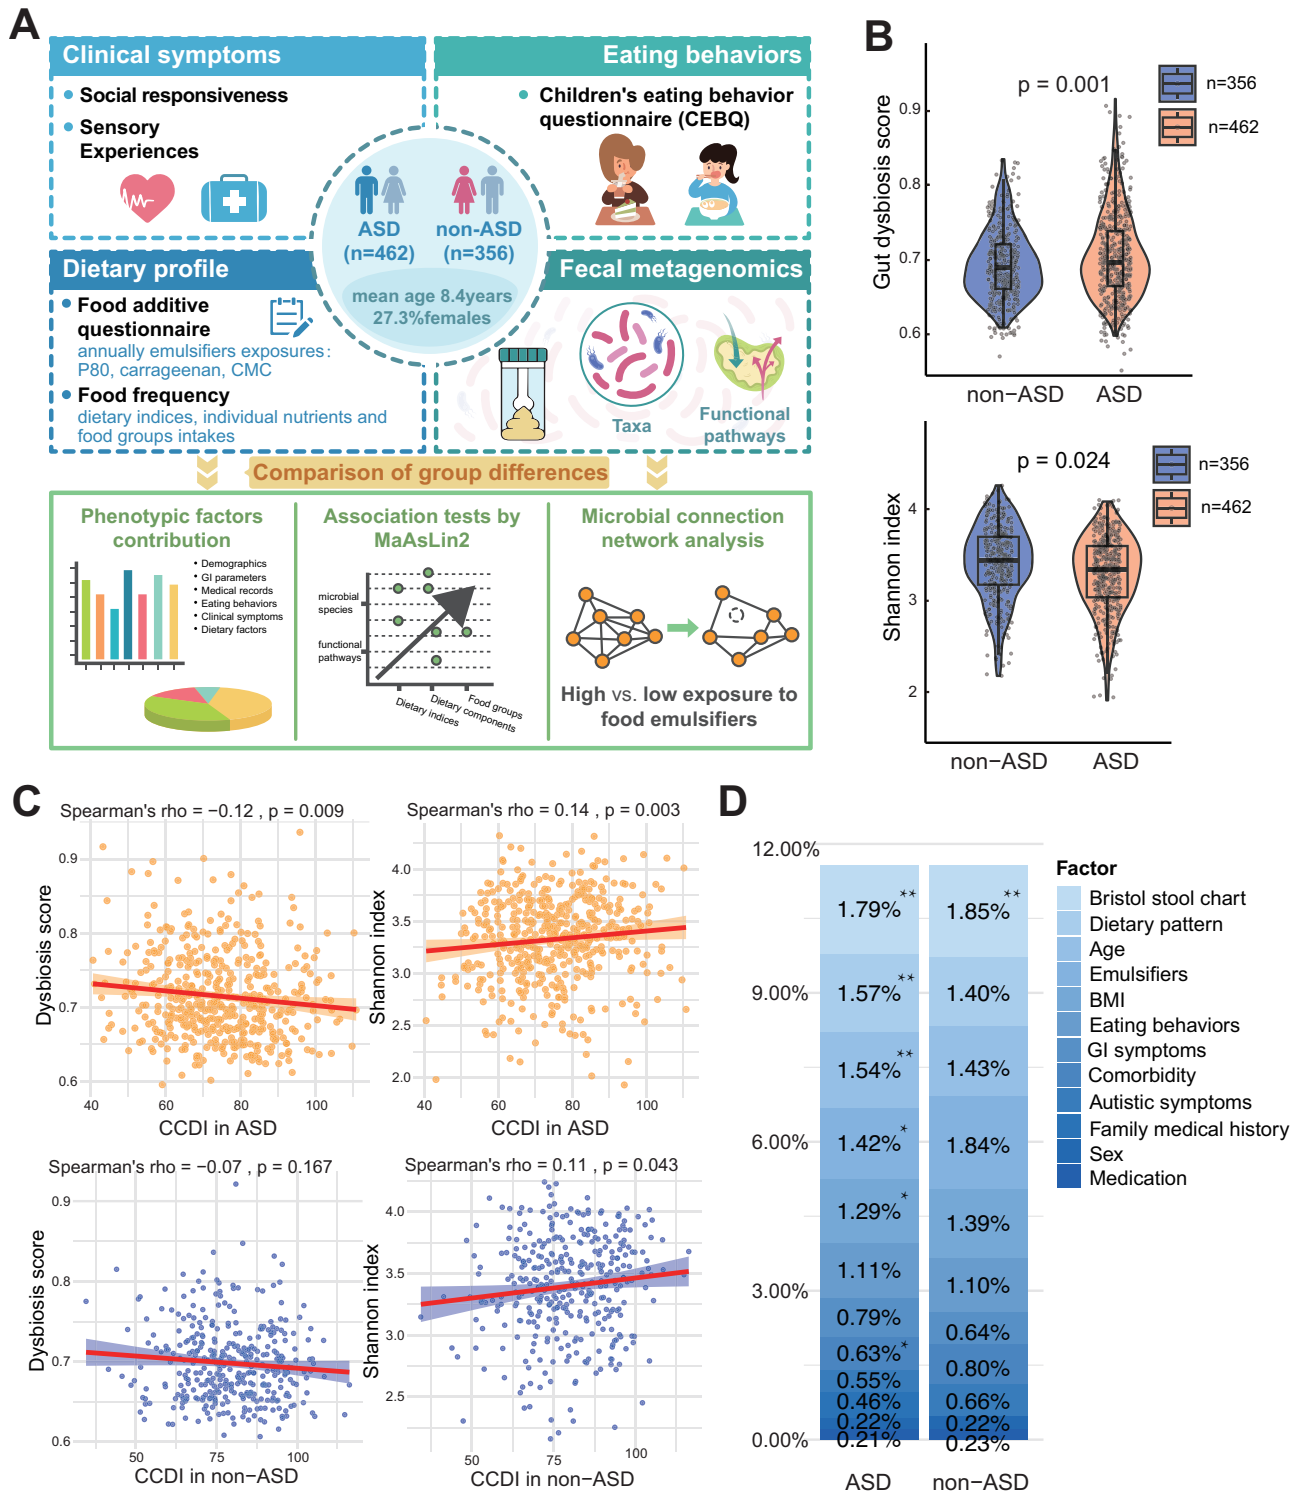 A
Clinical symptoms
Social responsiveness
Sensory
Experiences
Eating behaviors
Children's eating behavior
questionnaire (CEBQ)
ASD
(n=462)
non-ASD
(n=356)
mean age 8.4years
27.3%females
Dietary profile
Food additive
questionnaire
annually emulsifiers exposures:
P80, carrageenan, CMC
Food frequency
dietary indices, individual nutrients and
food groups intakes
Fecal metagenomics
Taxa
Functional
pathways
Comparison of group differences
Phenotypic factors
contribution
Demographics
GI parameters
Medical records
Eating behaviors
Clinical symptoms
Dietary factors
Association tests by
MaAsLin2
microbial
species
functional
pathways
Dietary indices
Dietary components
Food groups
Microbial connection
network analysis
High vs. low exposure to
food emulsifiers
B
Gut dysbiosis score
0.9
0.8
0.7
0.6
p = 0.001
n=356
n=462
non−ASD
ASD
Shannon index
4
3
2
p = 0.024
n=356
n=462
non−ASD
ASD
C
Spearman's rho = −0.12 , p = 0.009
Dysbiosis score
0.9
0.8
0.7
0.6
40
60
80
100
CCDI in ASD
Spearman's rho = 0.14 , p = 0.003
Shannon index
4.0
3.5
3.0
2.5
2.0
40
60
80
100
CCDI in ASD
Spearman's rho = −0.07 , p = 0.167
Dysbiosis score
0.9
0.8
0.7
0.6
50
75
100
CCDI in non−ASD
Spearman's rho = 0.11 , p = 0.043
Shannon index
4.0
3.5
3.0
2.5
50
75
100
CCDI in non−ASD
D
12.00%
9.00%
6.00%
3.00%
0.00%
1.79%**
1.57%**
1.54%**
1.42%*
1.29%*
1.11%
0.79%
0.63%*
0.55%
0.46%
0.22%
0.21%
ASD
1.85%**
1.40%
1.43%
1.84%
1.39%
1.10%
0.64%
0.80%
0.66%
0.22%
0.23%
non−ASD
Factor
Bristol stool chart
Dietary pattern
Age
Emulsifiers
BMI
Eating behaviors
GI symptoms
Comorbidity
Autistic symptoms
Family medical history
Sex
Medication